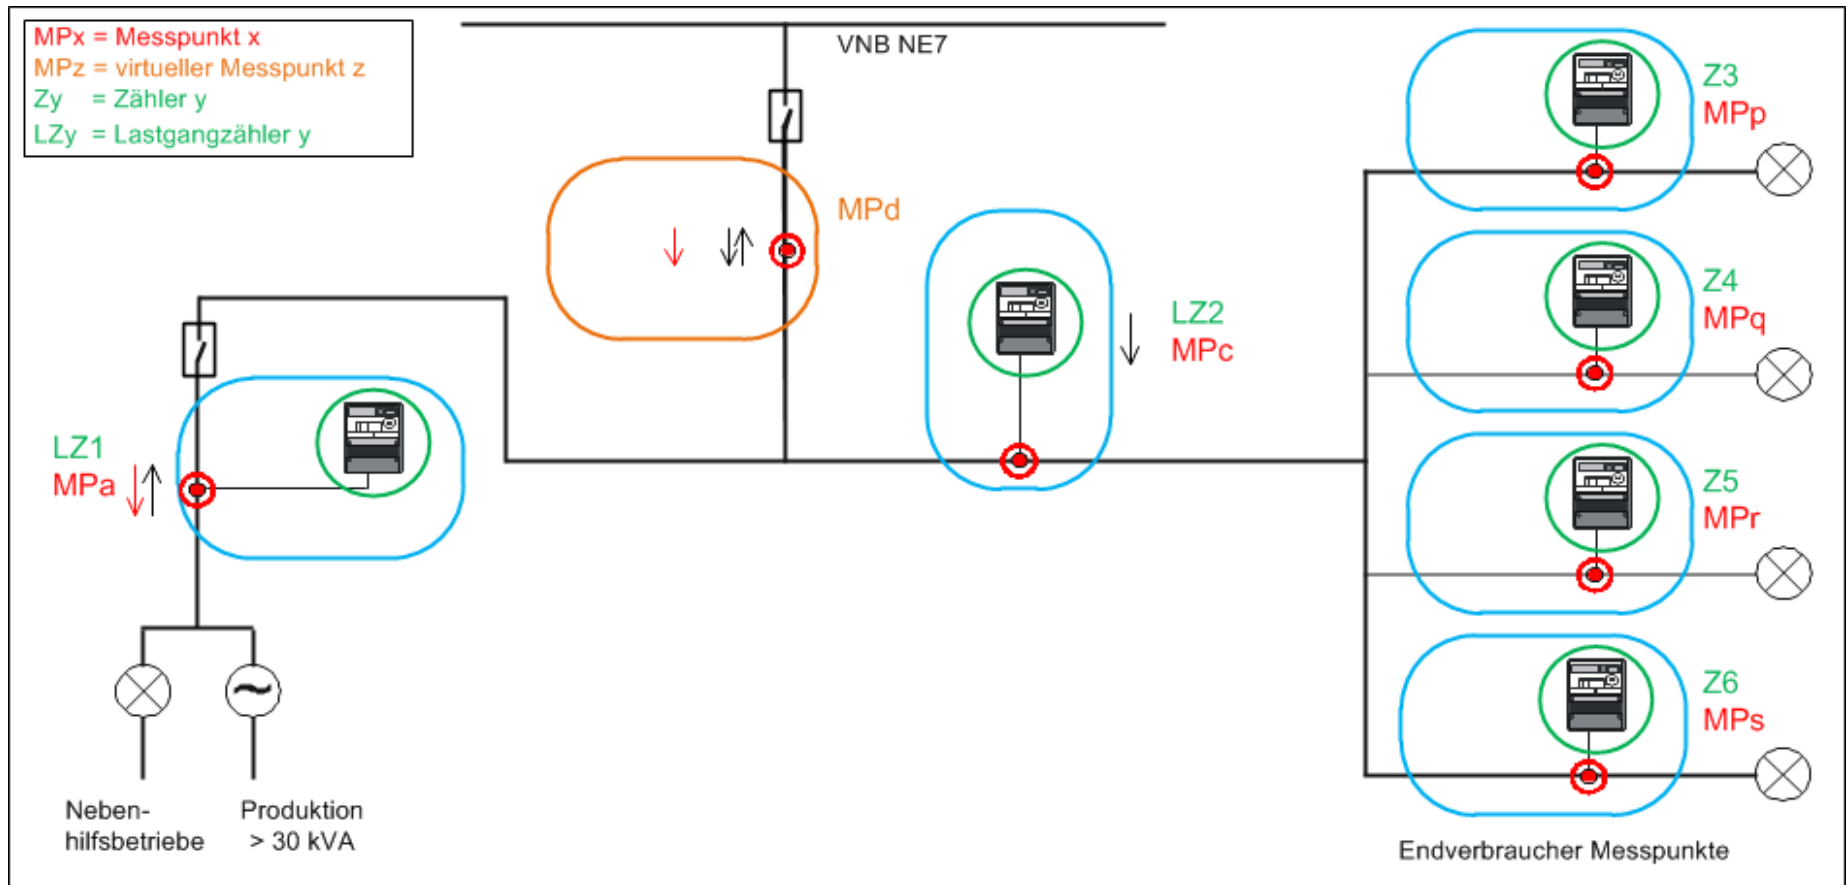 MPx = Messpunkt x
MPz = virtueller Messpunkt z
Zy = Zähler y
LZy = Lastgangzähler y
VNB NE7
MPd
LZ1
MPa
LZ2
MPc
Z3
MPp
Z4
MPq
Z5
MPr
Z6
MPs
Neben-
hilfsbetriebe
Produktion
> 30 kVA
Endverbraucher Messpunkte